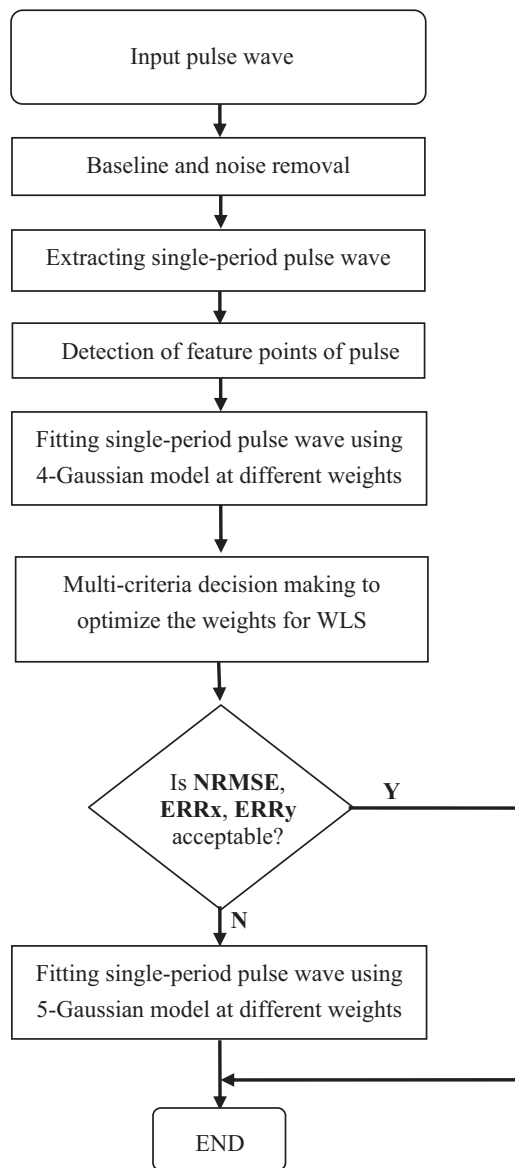 Input pulse wave
Baseline and noise removal
Extracting single-period pulse wave
Detection of feature points of pulse
Fitting single-period pulse wave using
4-Gaussian model at different weights
Multi-criteria decision making to
optimize the weights for WLS
Is NRMSE,
ERRx, ERRy
acceptable?
Y
N
Fitting single-period pulse wave using
5-Gaussian model at different weights
END